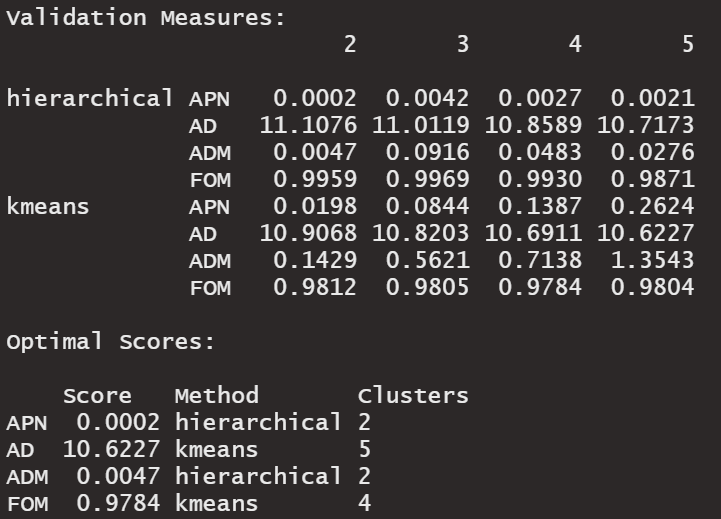 Validation Measures:
2 3 4 5
hierarchical APN 0.0002 0.0042 0.0027 0.0021
AD 11.1076 11.0119 10.8589 10.7173
ADM 0.0047 0.0916 0.0483 0.0276
FOM 0.9959 0.9969 0.9930 0.9871
kmeans APN 0.0198 0.0844 0.1387 0.2624
AD 10.9068 10.8203 10.6911 10.6227
ADM 0.1429 0.5621 0.7138 1.3543
FOM 0.9812 0.9805 0.9784 0.9804
Optimal Scores:
Score Method Clusters
APN 0.0002 hierarchical 2
AD 10.6227 kmeans 5
ADM 0.0047 hierarchical 2
FOM 0.9784 kmeans 4